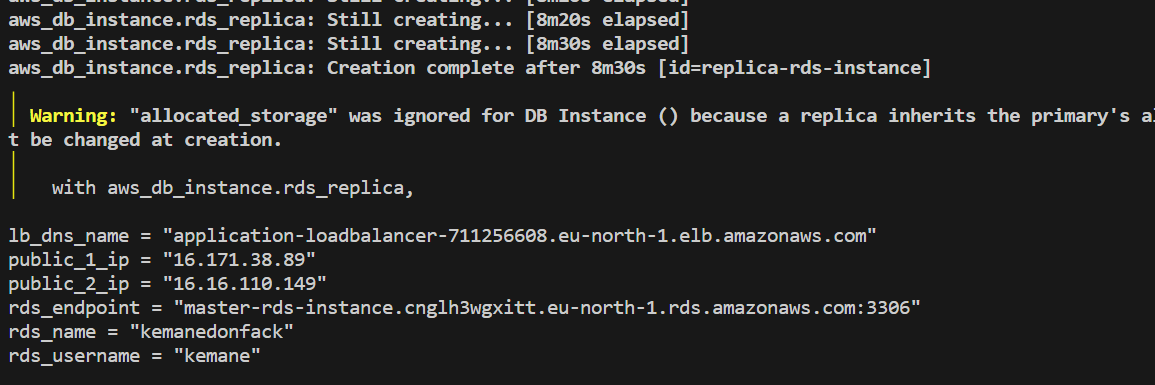 aws_db_instance.rds_replica: Still creating... [8m20s elapsed]
aws_db_instance.rds_replica: Still creating... [8m30s elapsed]
aws_db_instance.rds_replica: Creation complete after 8m30s [id=replica-rds-instance]
Warning: "allocated_storage" was ignored for DB Instance () because a replica inherits the primary's
t be changed at creation.
with aws_db_instance.rds_replica,
lb_dns_name = "application-loadbalancer-711256608.eu-north-1.elb.amazonaws.com"
public_1_ip = "16.171.38.89"
public_2_ip = "16.16.110.149"
rds_endpoint = "master-rds-instance.cnglh3wgxitt.eu-north-1.rds.amazonaws.com:3306"
rds_name = "kemanedonfack"
rds_username = "kemane"